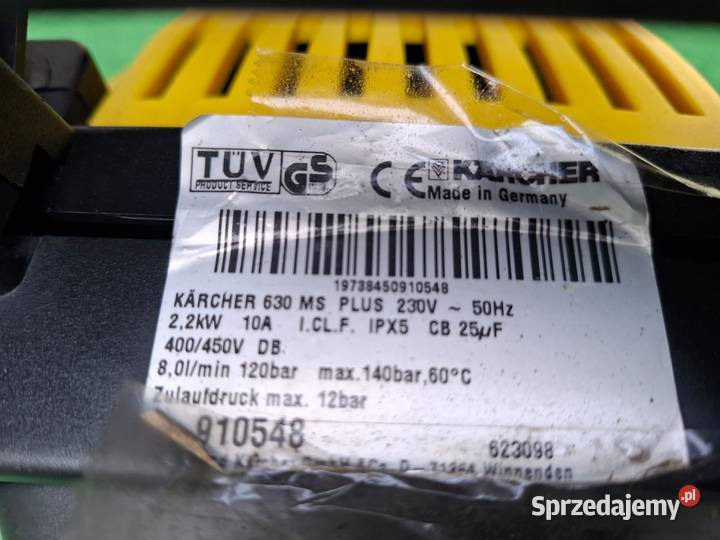 TÜV
PRODUCT SERVICE
GS
CE
KÄRCHER
Made in Germany
19738450910548
KÄRCHER 630 MS PLUS 230V ~ 50Hz
2,2kW 10A I.CL.F. IPX5 CB 25µF
400/450V DB
8,0l/min 120bar max.140bar,60°C
Zulaufdruck max. 12bar
910548
623098
Winnenden
Sprzedajemy.pl